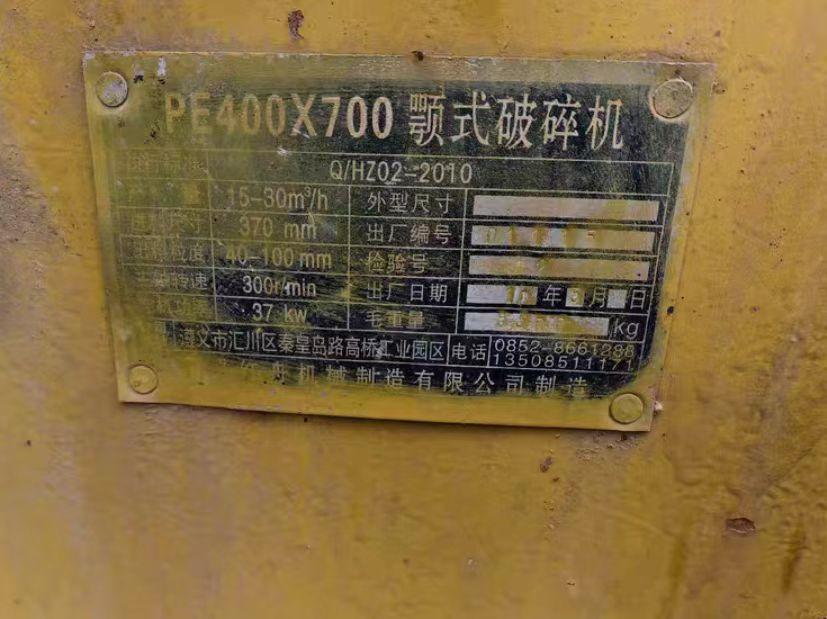 PE400X700 颚式破碎机
Q/HZ02-2010
15-30m³/h 外型尺寸
370 mm 出厂编号
40-100mm 检验号
转速 300r/min 出厂日期 年 月 日
37 kw 毛重量 kg
遵义市汇川区秦皇岛路高桥工业园区 电话 0852-8661288
13508511171
机械制造有限公司制造